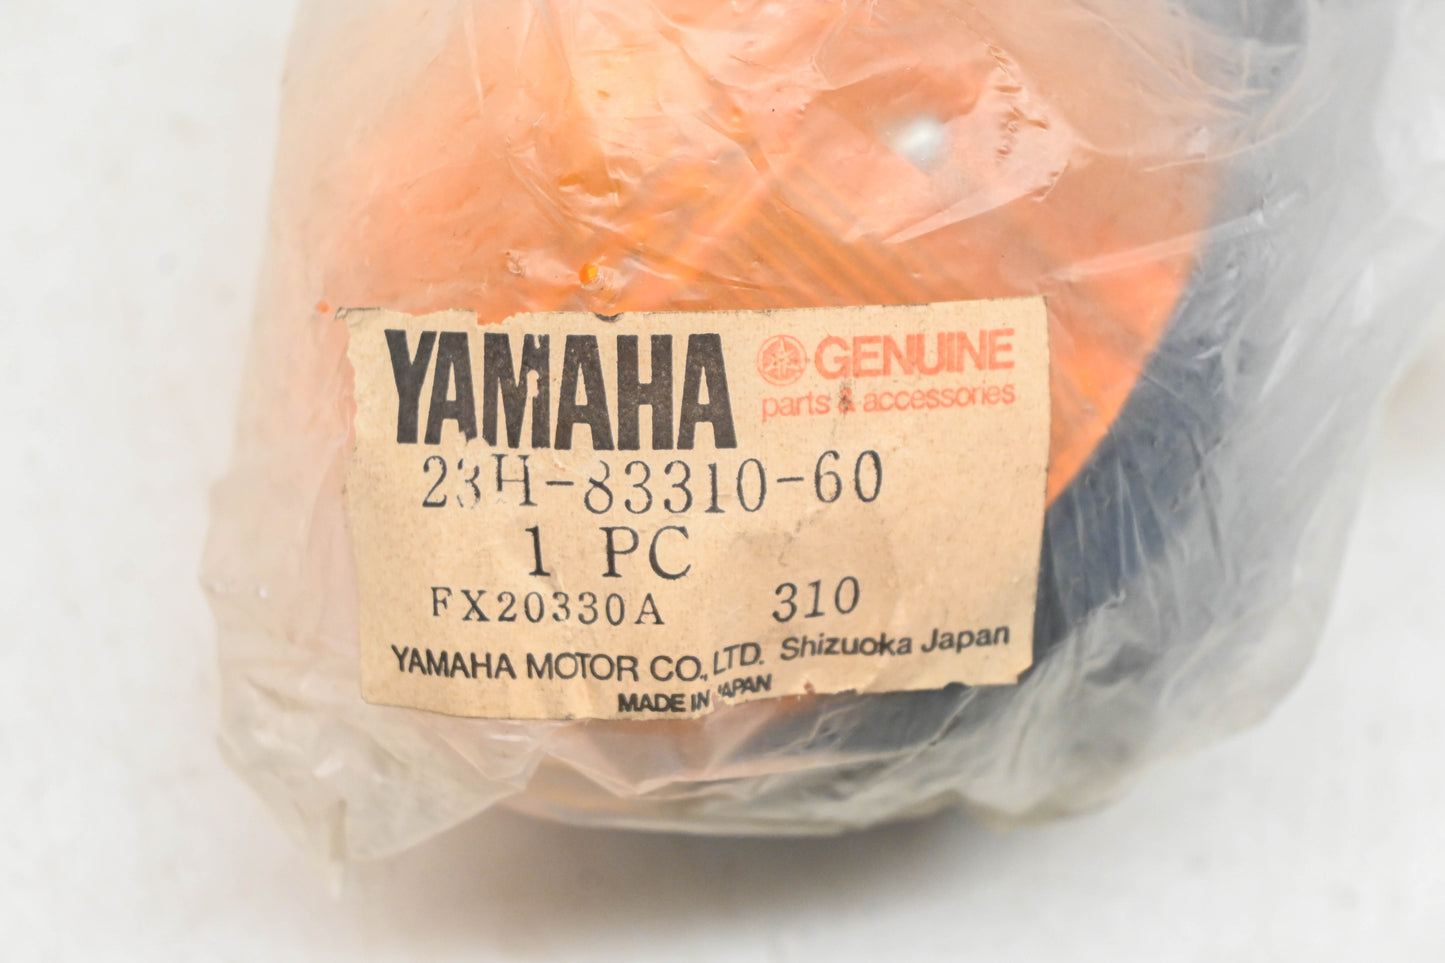 YAMAHA
GENUINE
parts & accessories
23H-83310-60
1 PC
FX20330A 310
YAMAHA MOTOR CO., LTD. Shizuoka Japan
MADE IN JAPAN